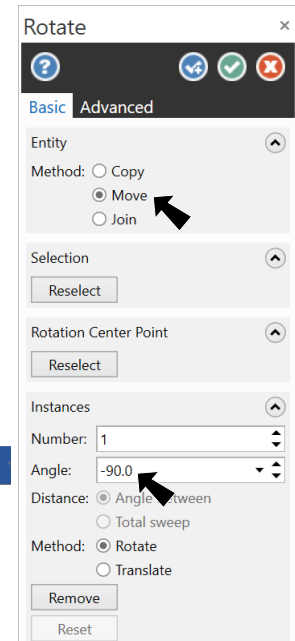 Rotate ×
Basic Advanced
Entity
Method: Copy
Move
Join
Selection
Reselect
Rotation Center Point
Reselect
Instances
Number: 1
Angle: -90.0
Distance: Angle between
Total sweep
Method: Rotate
Translate
Remove
Reset